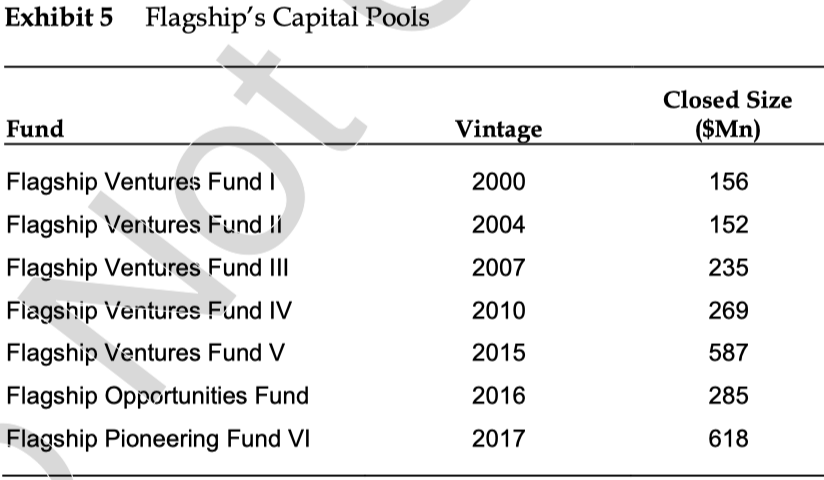 Exhibit 5 Flagship's Capital Pools
Fund Vintage Closed Size ($Mn)
Flagship Ventures Fund I 2000 156
Flagship Ventures Fund II 2004 152
Flagship Ventures Fund III 2007 235
Flagship Ventures Fund IV 2010 269
Flagship Ventures Fund V 2015 587
Flagship Opportunities Fund 2016 285
Flagship Pioneering Fund VI 2017 618
Not